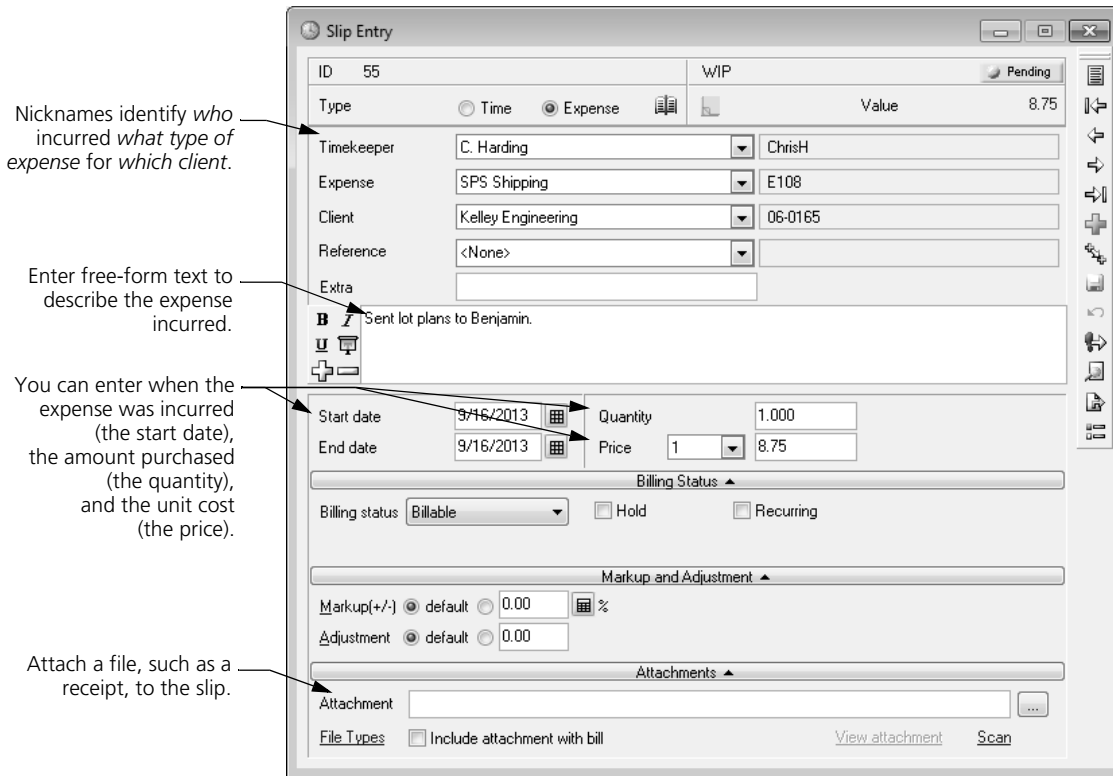 Slip Entry
ID 55 WIP Pending
Type Time Expense Value 8.75
Nicknames identify who
incurred what type of
expense for which client.
Timekeeper C. Harding ChrisH
Expense SPS Shipping E108
Client Kelley Engineering 06-0165
Reference <None>
Extra
Enter free-form text to
describe the expense
incurred.
B I Sent lot plans to Benjamin.
U
You can enter when the
expense was incurred
(the start date),
the amount purchased
(the quantity),
and the unit cost
(the price).
Start date 9/16/2013 Quantity 1.000
End date 9/16/2013 Price 1 8.75
Billing Status
Billing status Billable Hold Recurring
Markup and Adjustment
Markup(+/-) default 0.00 %
Adjustment default 0.00
Attachments
Attach a file, such as a
receipt, to the slip.
Attachment ...
File Types Include attachment with bill View attachment Scan